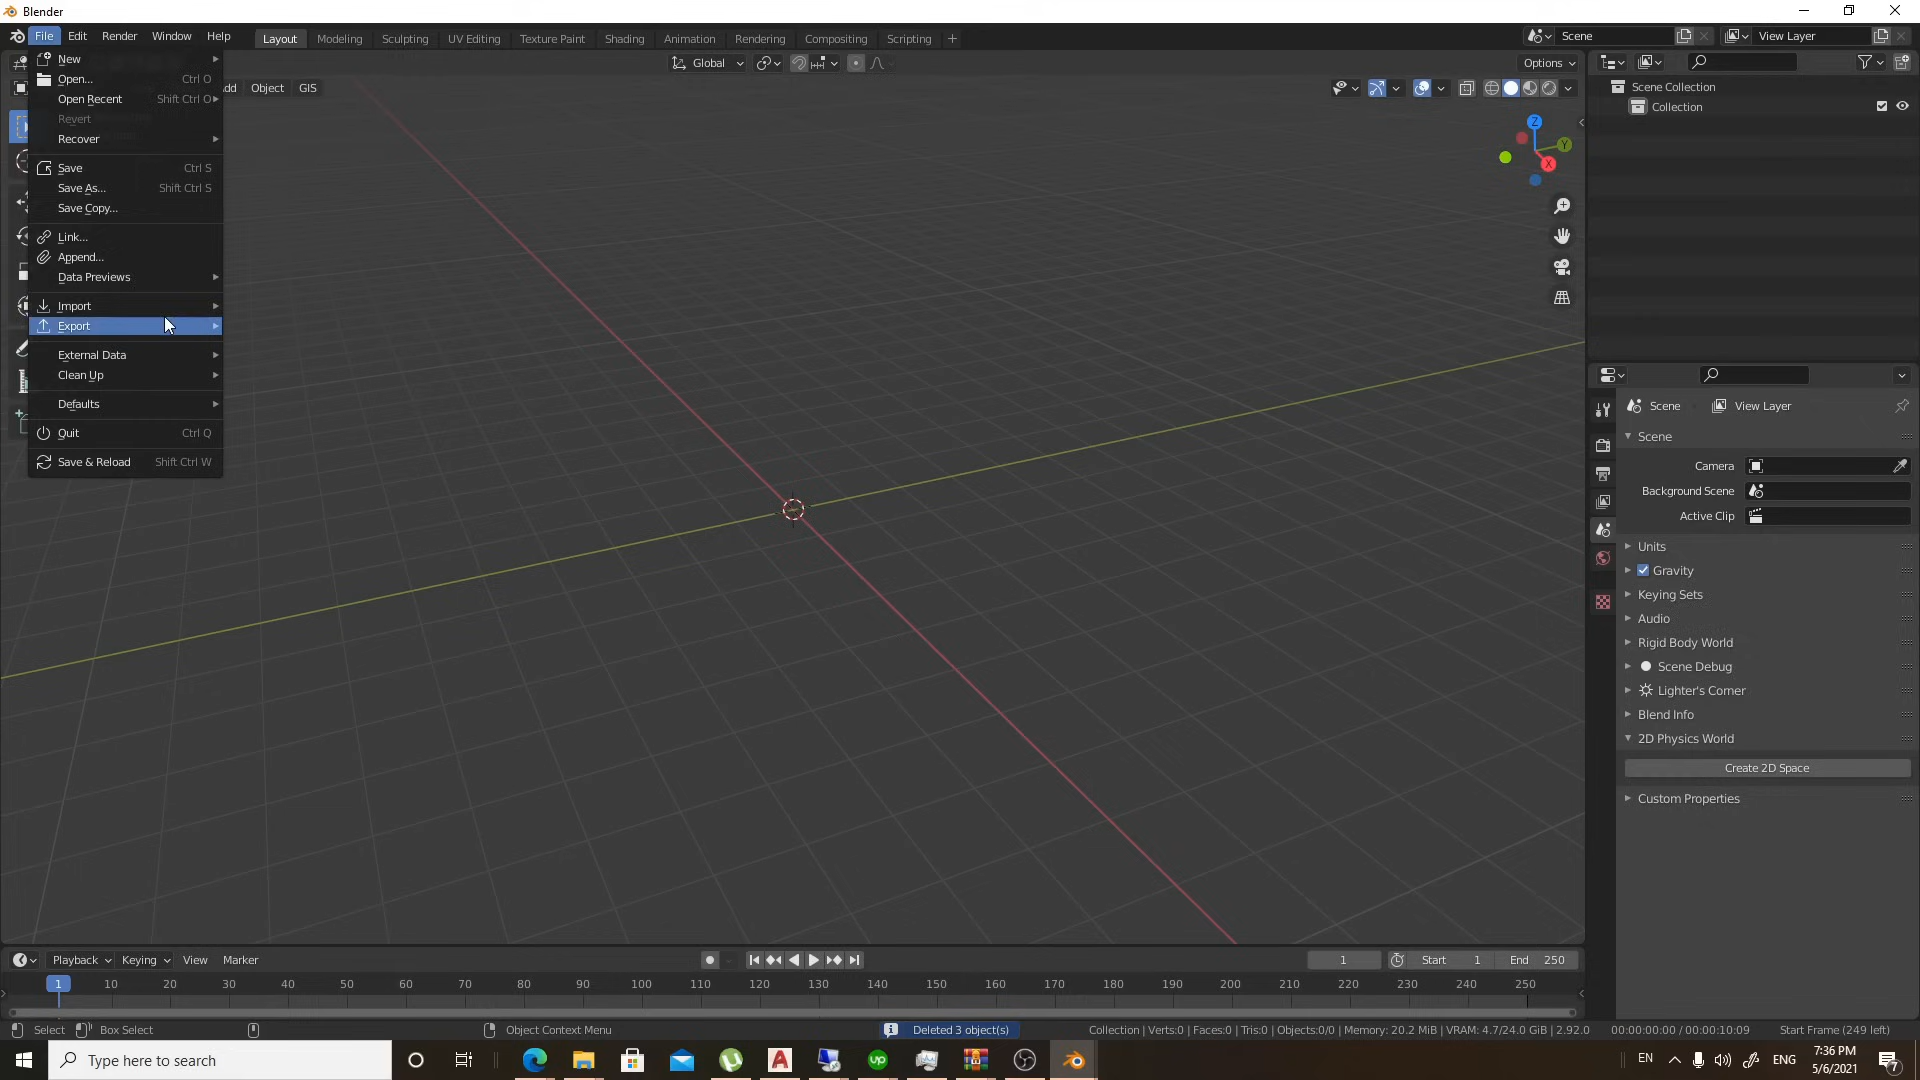 Blender
File Edit Render Window Help Layout Modeling Sculpting UV Editing Texture Paint Shading Animation Rendering Compositing Scripting + Scene View Layer
Global Options
dd Object GIS
New
Open... Ctrl O
Open Recent Shift Ctrl O
Revert
Recover
Save Ctrl S
Save As... Shift Ctrl S
Save Copy...
Link...
Append...
Data Previews
Import
Export
External Data
Clean Up
Defaults
Quit Ctrl Q
Save & Reload Shift Ctrl W
Z
Y
X
Scene Collection
Collection
Scene View Layer
Scene
Camera
Background Scene
Active Clip
Units
Gravity
Keying Sets
Audio
Rigid Body World
Scene Debug
Lighter's Corner
Blend Info
2D Physics World
Create 2D Space
Custom Properties
Playback Keying View Marker 1 Start 1 End 250
1 10 20 30 40 50 60 70 80 90 100 110 120 130 140 150 160 170 180 190 200 210 220 230 240 250
Select Box Select Object Context Menu Deleted 3 object(s) Collection | Verts:0 | Faces:0 | Tris:0 | Objects:0/0 | Memory: 20.2 MiB | VRAM: 4.7/24.0 GiB | 2.92.0 00:00:00:00 / 00:00:10:09 Start Frame (249 left)
Type here to search up EN ENG 7:36 PM
5/6/2021 7